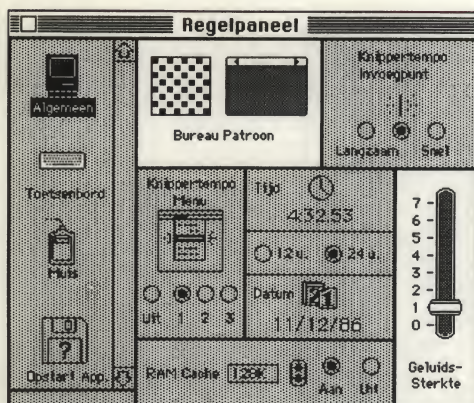 Regelpaneel
Algemeen
Toetsenbord
Muis
?
Opstart App.
Bureau Patroon
Knippertempo
Invoegpunt
Langzaam Snel
Knippertempo
Menu
Uit 1 2 3
Tijd
4:32:53
12 u. 24 u.
Datum 21
11/12/86
RAM Cache 128K
Aan Uit
7
6
5
4
3
2
1
0
Geluids-
Sterkte